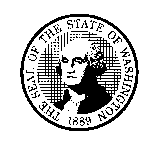 THE SEAL OF THE STATE OF WASHINGTON
1889